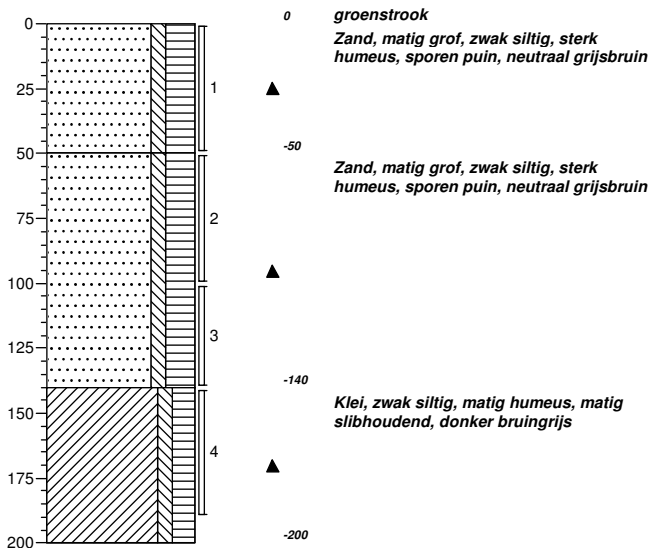 0
groenstrook
Zand, matig grof, zwak siltig, sterk
humeus, sporen puin, neutraal grijsbruin
-50
Zand, matig grof, zwak siltig, sterk
humeus, sporen puin, neutraal grijsbruin
-140
Klei, zwak siltig, matig humeus, matig
slibhoudend, donker bruingrijs
-200
0
25
50
75
100
125
150
175
200
1
2
3
4